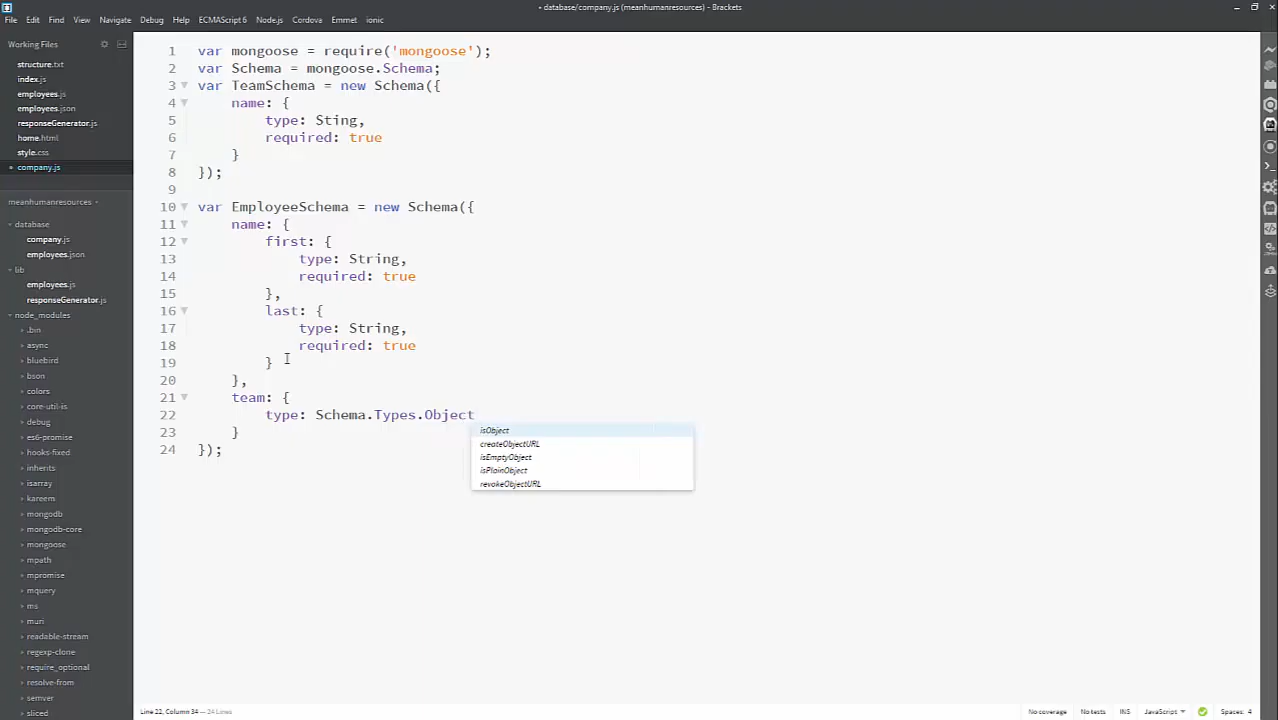 • database/company.js (meanhumanresources) - Brackets
File Edit Find View Navigate Debug Help ECMAScript 6 Node.js Cordova Emmet ionic
Working Files
structure.txt
index.js
employees.js
employees.json
responseGenerator.js
home.html
style.css
• company.js
meanhumanresources
database
company.js
employees.json
lib
employees.js
responseGenerator.js
node_modules
.bin
async
bluebird
bson
colors
core-util-is
debug
es6-promise
hooks-fixed
inherits
isarray
kareem
mongodb
mongodb-core
mongoose
mpath
mpromise
mquery
ms
muri
readable-stream
regexp-clone
require_optional
resolve-from
semver
sliced
1 var mongoose = require('mongoose');
2 var Schema = mongoose.Schema;
3 var TeamSchema = new Schema({
4 name: {
5 type: Sting,
6 required: true
7 }
8 });
9
10 var EmployeeSchema = new Schema({
11 name: {
12 first: {
13 type: String,
14 required: true
15 },
16 last: {
17 type: String,
18 required: true
19 }
20 },
21 team: {
22 type: Schema.Types.Object
23 }
24 });
isObject
createObjectURL
isEmptyObject
isPlainObject
revokeObjectURL
Line 22, Column 34 — 24 Lines
No coverage No tests INS JavaScript Spaces: 4